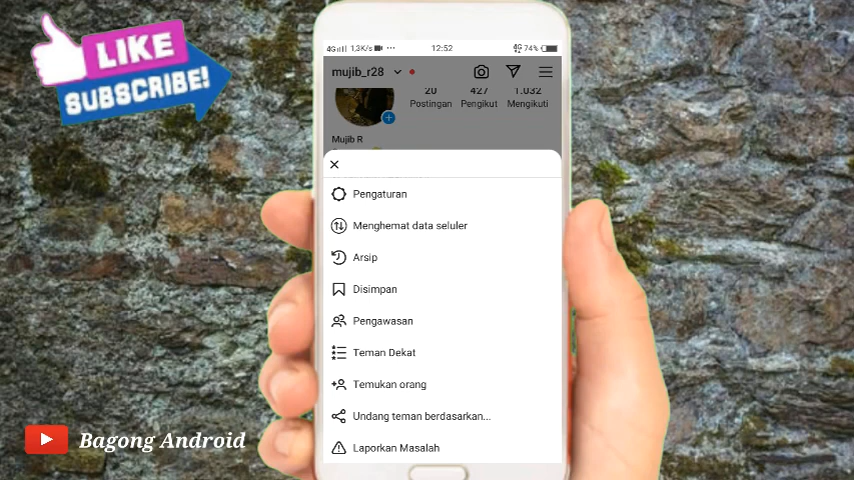 LIKE
SUBSCRIBE!
4G 1,3K/s ...
12:52
4G 74%
mujib_r28
20
427
1.032
Postingan
Pengikut
Mengikuti
Mujib R
Pengaturan
Menghemat data seluler
Arsip
Disimpan
Pengawasan
Teman Dekat
Temukan orang
Undang teman berdasarkan...
Laporkan Masalah
Bagong Android